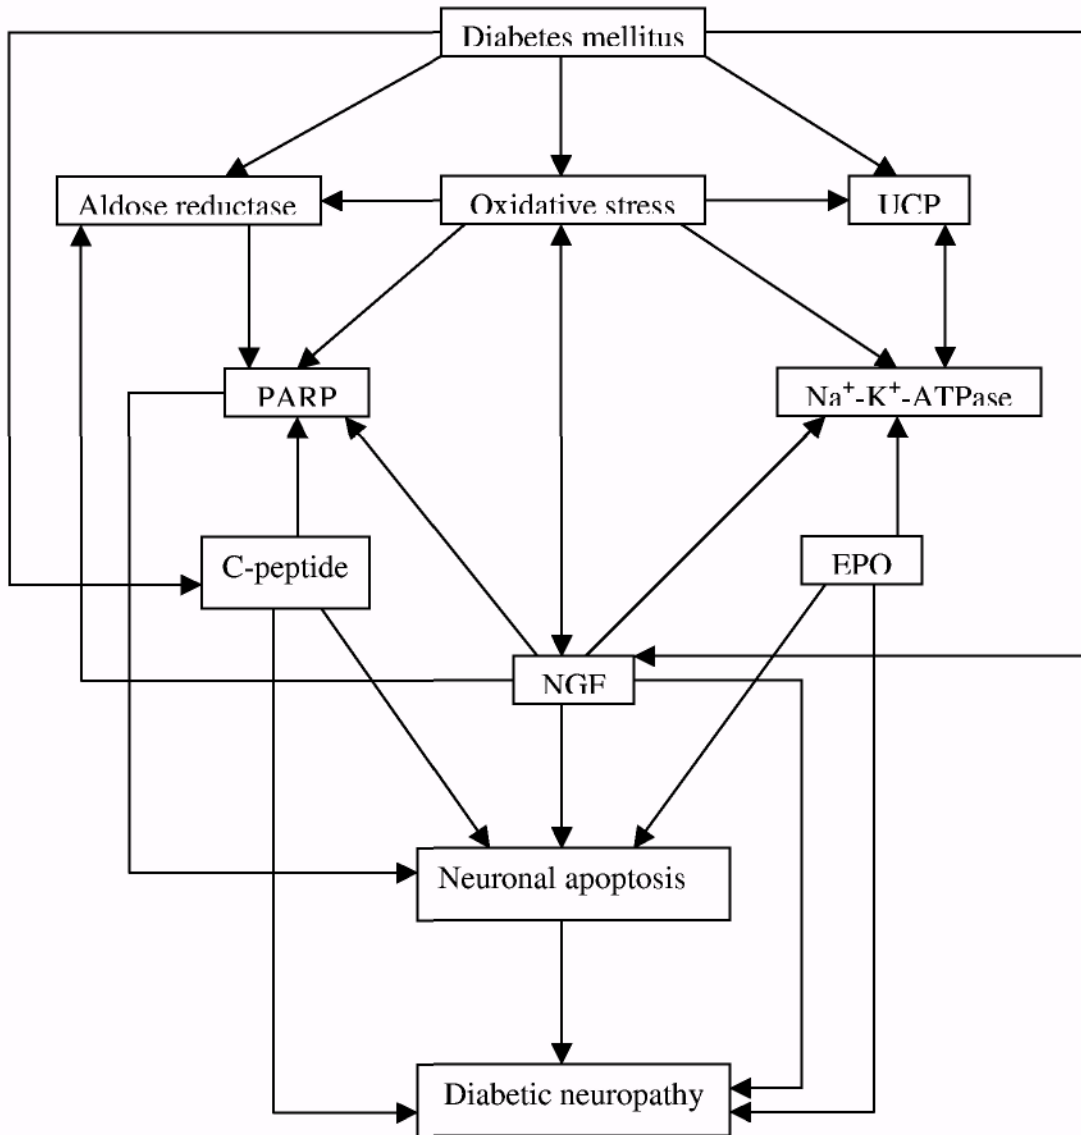 Diabetes mellitus
Aldose reductase
Oxidative stress
UCP
PARP
Na⁺-K⁺-ATPase
C-peptide
EPO
NGF
Neuronal apoptosis
Diabetic neuropathy